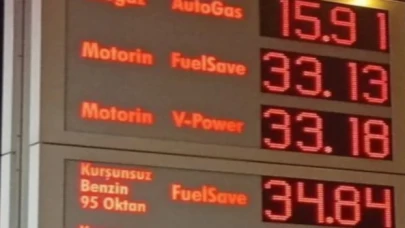 AutoGas 15.91
Motorin FuelSave 33.13
Motorin V-Power 33.18
Kurşunsuz
Benzin
95 Oktan
FuelSave 34.84